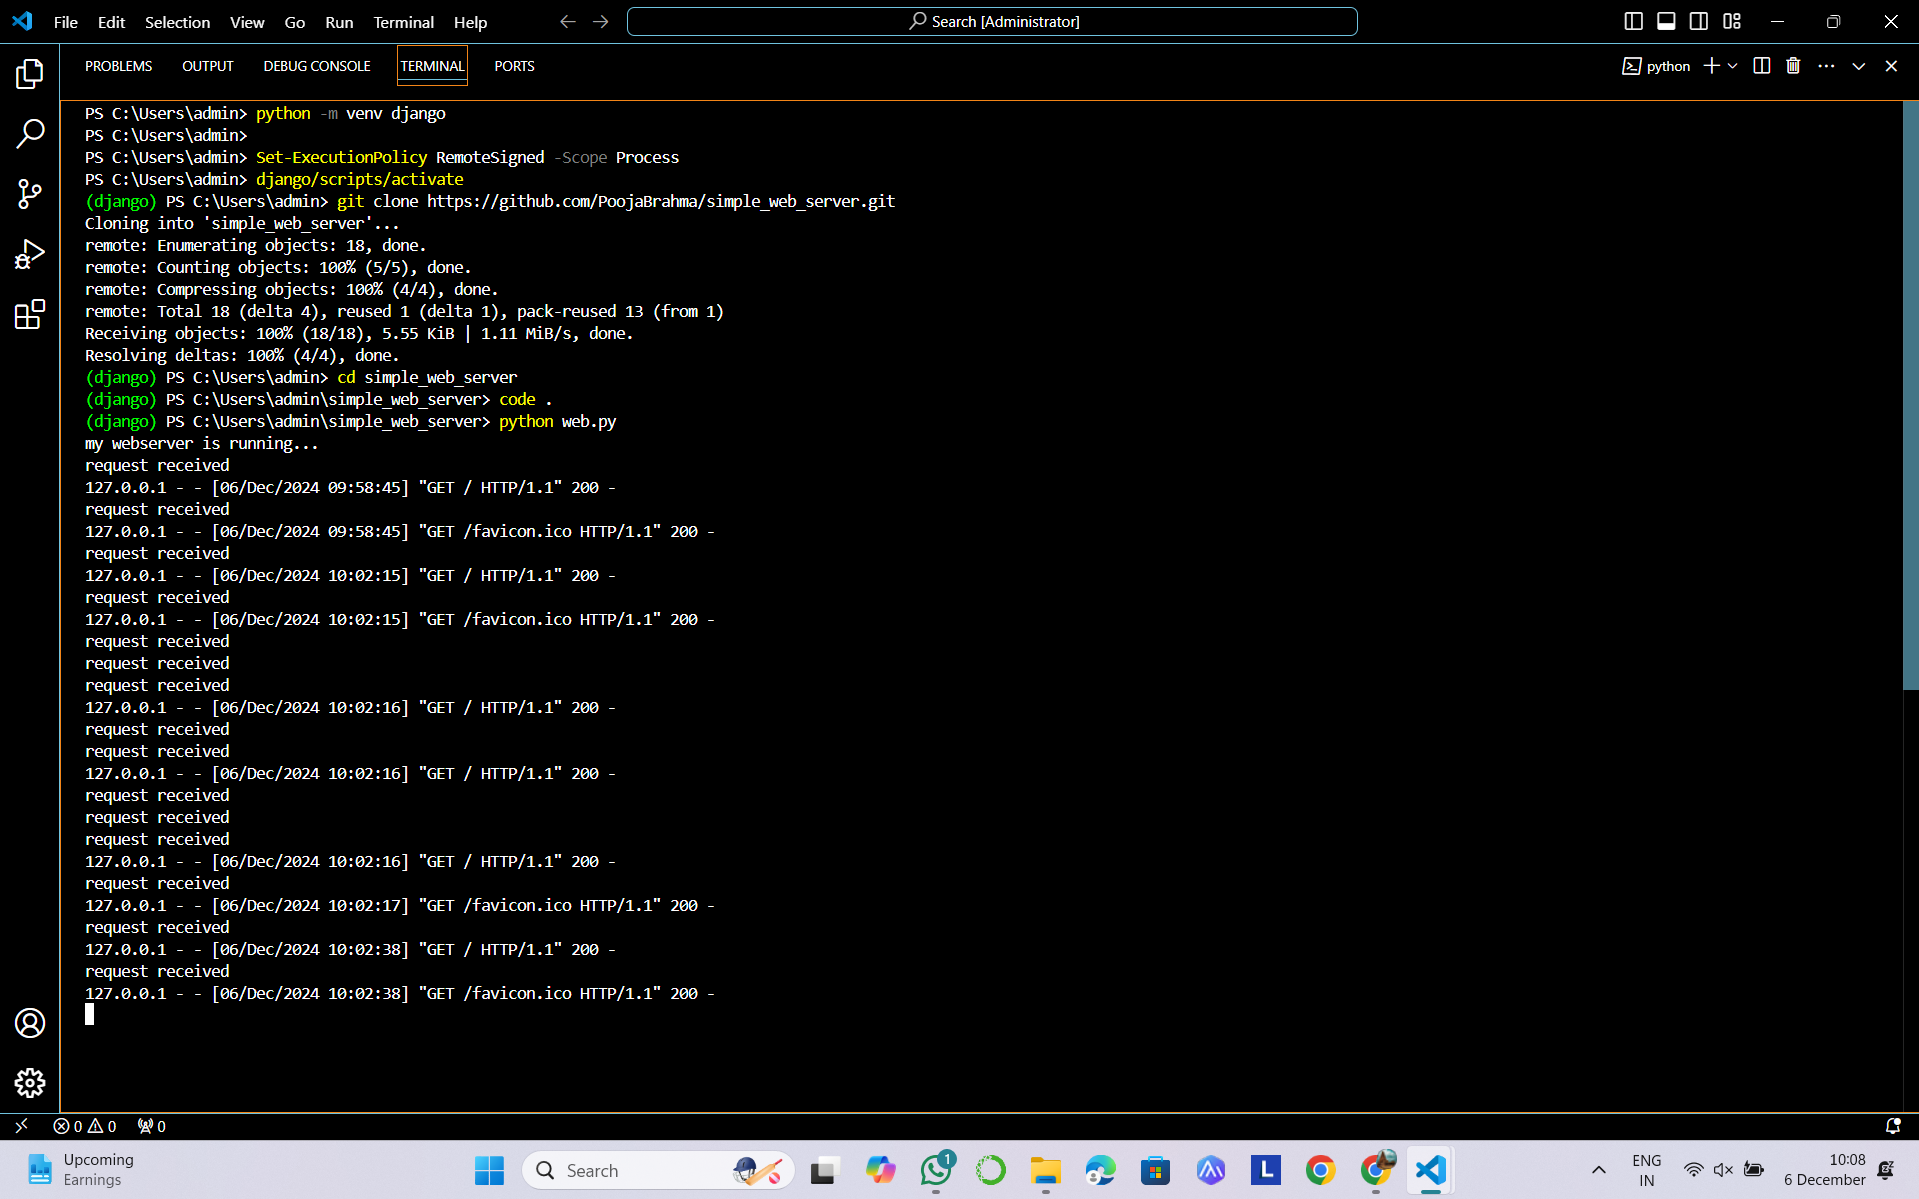 File Edit Selection View Go Run Terminal Help Search [Administrator]
PROBLEMS OUTPUT DEBUG CONSOLE TERMINAL PORTS python
PS C:\Users\admin> python -m venv django
PS C:\Users\admin>
PS C:\Users\admin> Set-ExecutionPolicy RemoteSigned -Scope Process
PS C:\Users\admin> django/scripts/activate
(django) PS C:\Users\admin> git clone https://github.com/PoojaBrahma/simple_web_server.git
Cloning into 'simple_web_server'...
remote: Enumerating objects: 18, done.
remote: Counting objects: 100% (5/5), done.
remote: Compressing objects: 100% (4/4), done.
remote: Total 18 (delta 4), reused 1 (delta 1), pack-reused 13 (from 1)
Receiving objects: 100% (18/18), 5.55 KiB | 1.11 MiB/s, done.
Resolving deltas: 100% (4/4), done.
(django) PS C:\Users\admin> cd simple_web_server
(django) PS C:\Users\admin\simple_web_server> code .
(django) PS C:\Users\admin\simple_web_server> python web.py
my webserver is running...
request received
127.0.0.1 - - [06/Dec/2024 09:58:45] "GET / HTTP/1.1" 200 -
request received
127.0.0.1 - - [06/Dec/2024 09:58:45] "GET /favicon.ico HTTP/1.1" 200 -
request received
127.0.0.1 - - [06/Dec/2024 10:02:15] "GET / HTTP/1.1" 200 -
request received
127.0.0.1 - - [06/Dec/2024 10:02:15] "GET /favicon.ico HTTP/1.1" 200 -
request received
request received
request received
127.0.0.1 - - [06/Dec/2024 10:02:16] "GET / HTTP/1.1" 200 -
request received
request received
127.0.0.1 - - [06/Dec/2024 10:02:16] "GET / HTTP/1.1" 200 -
request received
request received
request received
127.0.0.1 - - [06/Dec/2024 10:02:16] "GET / HTTP/1.1" 200 -
request received
127.0.0.1 - - [06/Dec/2024 10:02:17] "GET /favicon.ico HTTP/1.1" 200 -
request received
127.0.0.1 - - [06/Dec/2024 10:02:38] "GET / HTTP/1.1" 200 -
request received
127.0.0.1 - - [06/Dec/2024 10:02:38] "GET /favicon.ico HTTP/1.1" 200 -
0 0 0
Upcoming
Earnings
Search
1
L
ENG
IN
10:08
6 December